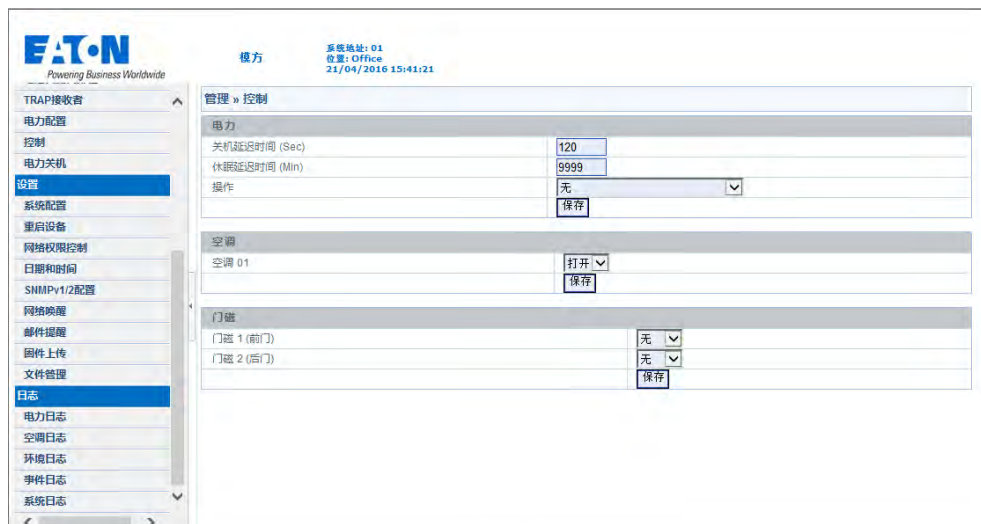 EATON
Powering Business Worldwide
模方
系统地址: 01
位置: Office
21/04/2016 15:41:21
TRAP接收者
电力配置
控制
电力关机
设置
系统配置
重启设备
网络权限控制
日期和时间
SNMPv1/2配置
网络唤醒
邮件提醒
固件上传
文件管理
日志
电力日志
空调日志
环境日志
事件日志
系统日志
管理 » 控制
电力
关机延迟时间 (Sec) 120
休眠延迟时间 (Min) 9999
操作 无
保存
空调
空调 01 打开
保存
门磁
门磁 1 (前门) 无
门磁 2 (后门) 无
保存